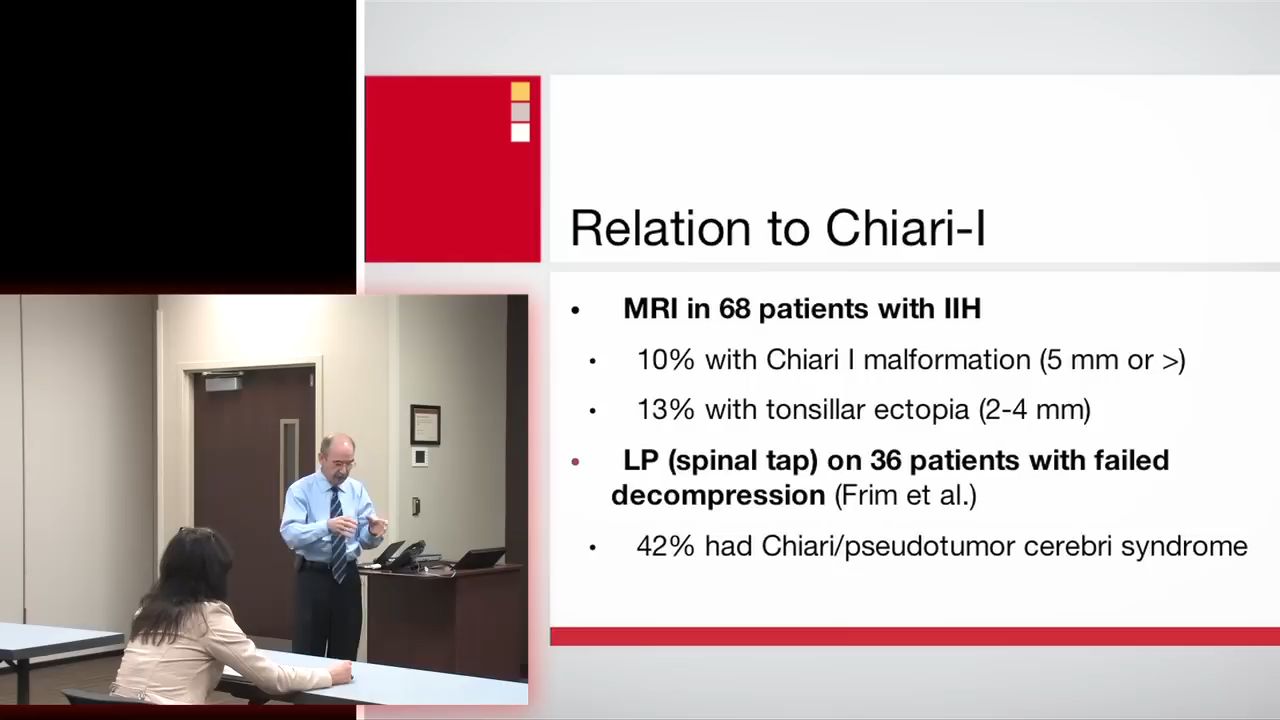 Relation to Chiari-I
• MRI in 68 patients with IIH
• 10% with Chiari I malformation (5 mm or >)
• 13% with tonsillar ectopia (2-4 mm)
• LP (spinal tap) on 36 patients with failed
decompression (Frim et al.)
• 42% had Chiari/pseudotumor cerebri syndrome